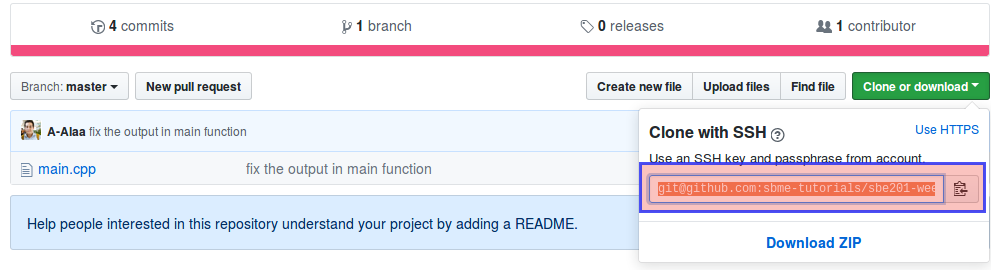 4 commits
1 branch
0 releases
1 contributor
Branch: master
New pull request
Create new file
Upload files
Find file
Clone or download
A-Alaa fix the output in main function
main.cpp
fix the output in main function
Help people interested in this repository understand your project by adding a README.
Clone with SSH ?
Use HTTPS
Use an SSH key and passphrase from account.
git@github.com:sbme-tutorials/sbe201-wee
Download ZIP